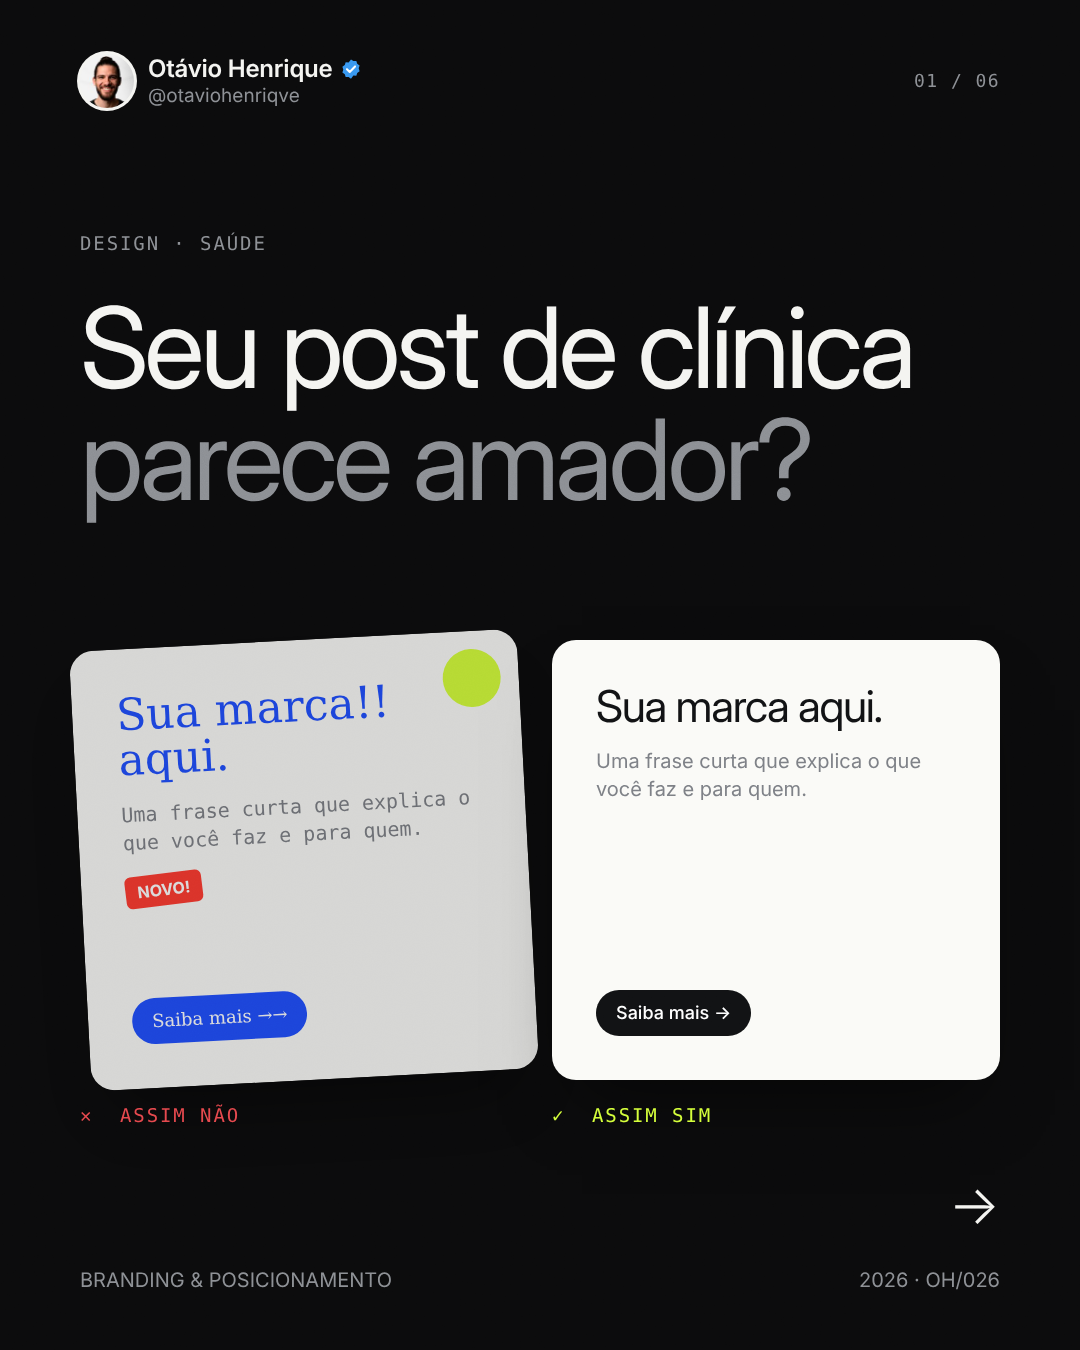 Otávio Henrique
@otaviohenriqve
01 / 06
DESIGN · SAÚDE
Seu post de clínica
parece amador?
Sua marca!!
aqui.
Uma frase curta que explica o
que você faz e para quem.
NOVO!
Saiba mais →→
× ASSIM NÃO
Sua marca aqui.
Uma frase curta que explica o que
você faz e para quem.
Saiba mais →
✓ ASSIM SIM
→
BRANDING & POSICIONAMENTO
2026 · OH/026